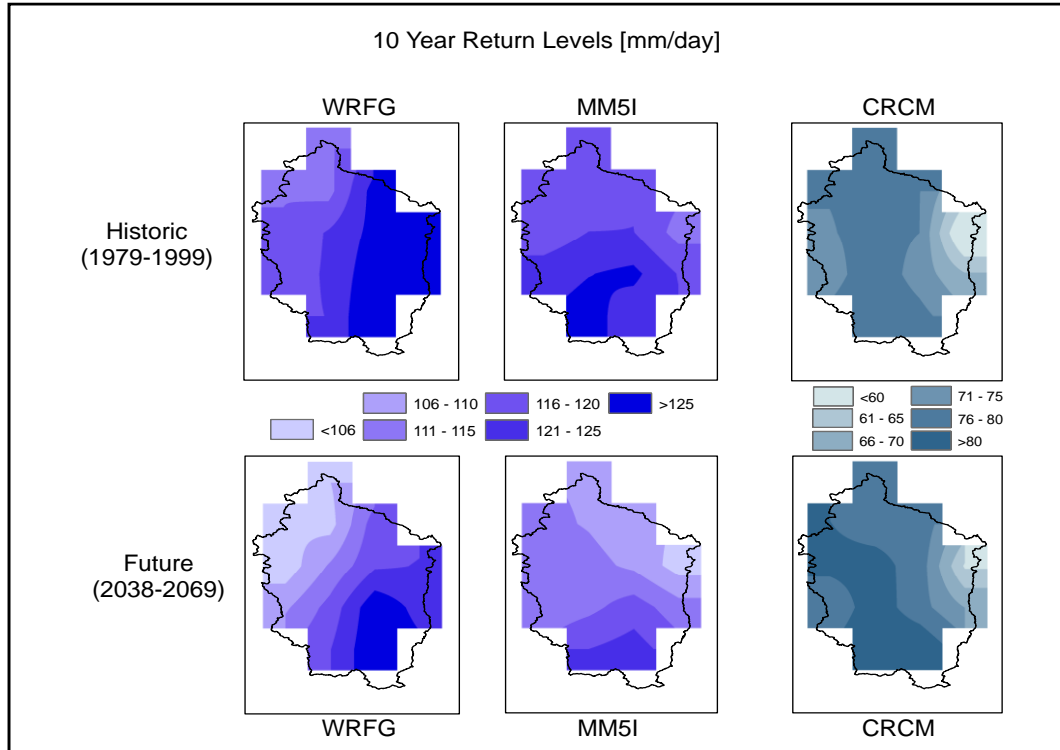 10 Year Return Levels [mm/day]
WRFG
MM5I
CRCM
Historic
(1979-1999)
106 - 110
116 - 120
>125
<106
111 - 115
121 - 125
<60
71 - 75
61 - 65
76 - 80
66 - 70
>80
Future
(2038-2069)
WRFG
MM5I
CRCM